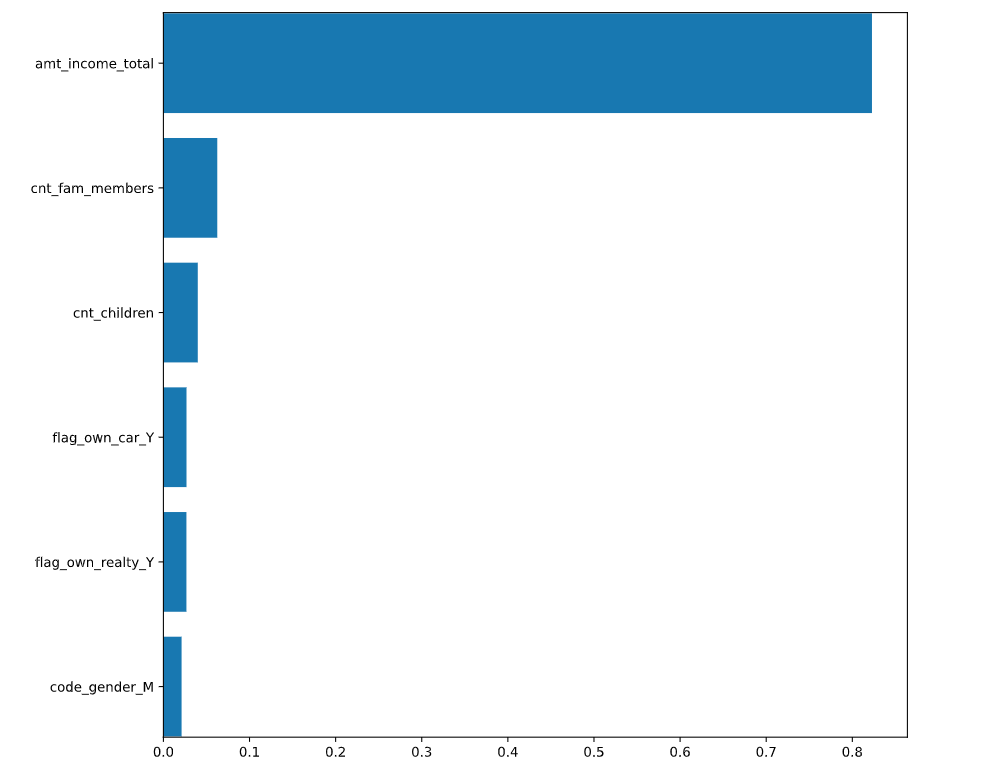 amt_income_total
cnt_fam_members
cnt_children
flag_own_car_Y
flag_own_realty_Y
code_gender_M
0.0 0.1 0.2 0.3 0.4 0.5 0.6 0.7 0.8